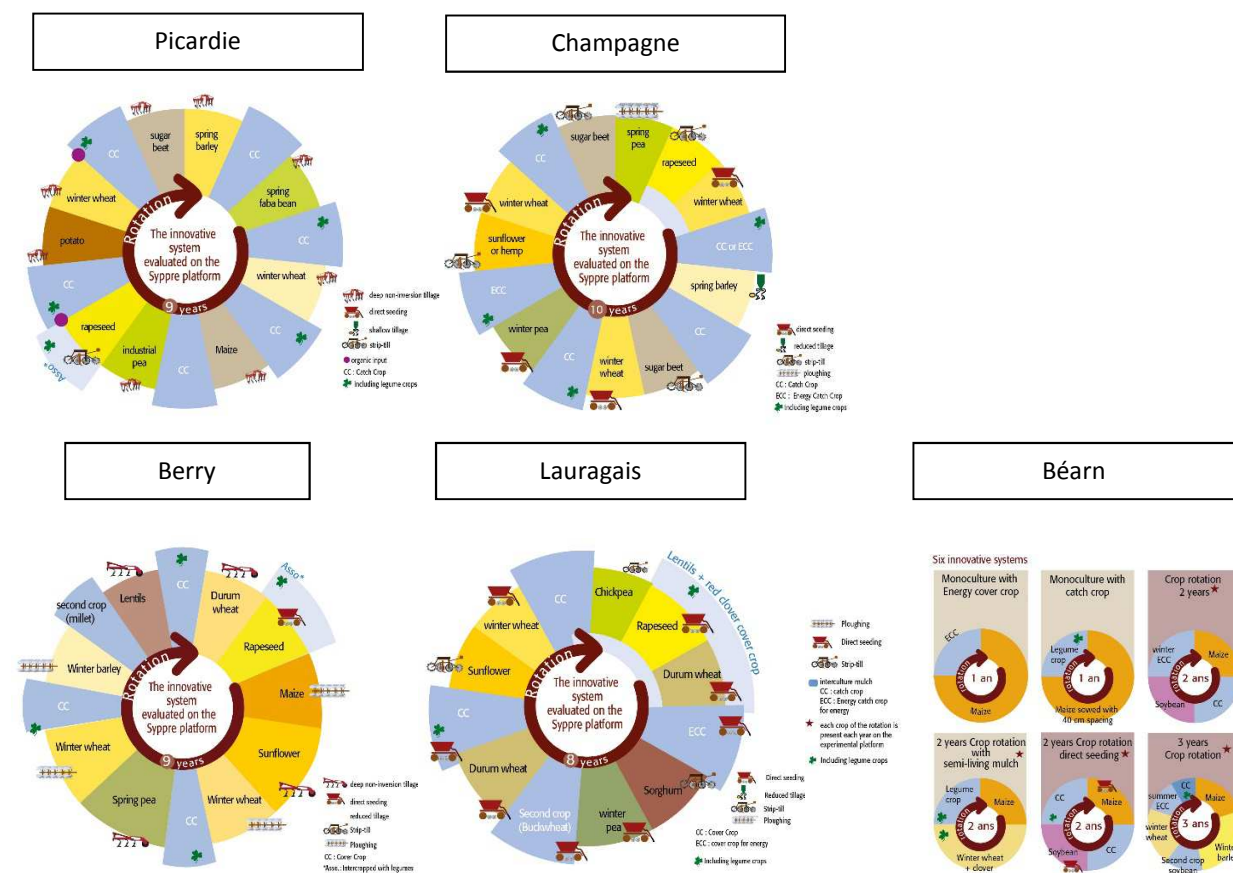 Picardie
sugar
beet
spring
barley
CC
spring
faba bean
CC
winter wheat
CC
Maize
CC
industrial
pea
rapeseed
Asso*
CC
potato
winter wheat
CC
Rotation
The innovative
system
evaluated on the
Syppre platform
9 years
deep non-inversion tillage
direct seeding
shallow tillage
strip-till
organic input
CC : Catch Crop
Including legume crops
Champagne
sugar beet
spring
pea
rapeseed
winter wheat
CC or ECC
spring barley
CC
sugar beet
winter
wheat
CC
winter pea
ECC
sunflower
or hemp
winter wheat
CC
Rotation
The innovative
system
evaluated on the
Syppre platform
10 years
direct seeding
reduced tillage
strip-till
ploughing
CC : Catch Crop
ECC : Energy Catch Crop
Including legume crops
Berry
CC
Durum
wheat
Asso*
Rapeseed
Maize
Sunflower
Winter wheat
CC
Spring pea
Winter wheat
CC
Winter barley
second crop
(millet)
Lentils
Rotation
The innovative
system
evaluated on the
Syppre platform
9 years
deep non-inversion tillage
direct seeding
reduced tillage
Strip-till
Ploughing
CC : Cover Crop
*Asso.: Intercropped with legumes
Lauragais
CC
Chickpea
Lentils + red clover cover crop
Rapeseed
Durum wheat
ECC
Sorghum
winter
pea
Second crop
(Buckwheat)
Durum wheat
CC
Sunflower
winter wheat
Rotation
The innovative
system
evaluated on the
Syppre platform
8 years
Direct seeding
Reduced tillage
Strip-till
Ploughing
CC : Cover Crop
ECC : cover crop for energy
Including legume crops
Ploughing
Direct seeding
Strip-till
interculture mulch
CC : catch crop
ECC : Energy catch crop
for energy
each crop of the rotation is
present each year on the
experimental platform
Including legume crops
Béarn
Six innovative systems
Monoculture with
Energy cover crop
ECC
rotation
1 an
Maize
Monoculture with
catch crop
Legume
crop
rotation
1 an
Maize sowed with
40 cm spacing
Crop rotation
2 years
winter
ECC
Maize
rotation
2 ans
Soybean
CC
2 years Crop rotation
with
semi-living mulch
Legume
crop
Maize
rotation
2 ans
Winter wheat
+ clover
2 years Crop rotation
direct seeding
CC
Maize
rotation
2 ans
Soybean
CC
3 years
Crop rotation
CC
summer
ECC
Maize
rotation
3 ans
winter
wheat
Winter
Second crop
soybean